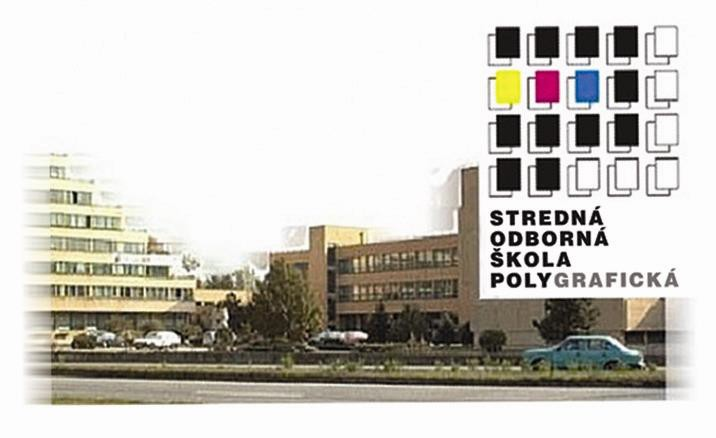 STREDNÁ
ODBORNÁ
ŠKOLA
POLYGRAFICKÁ